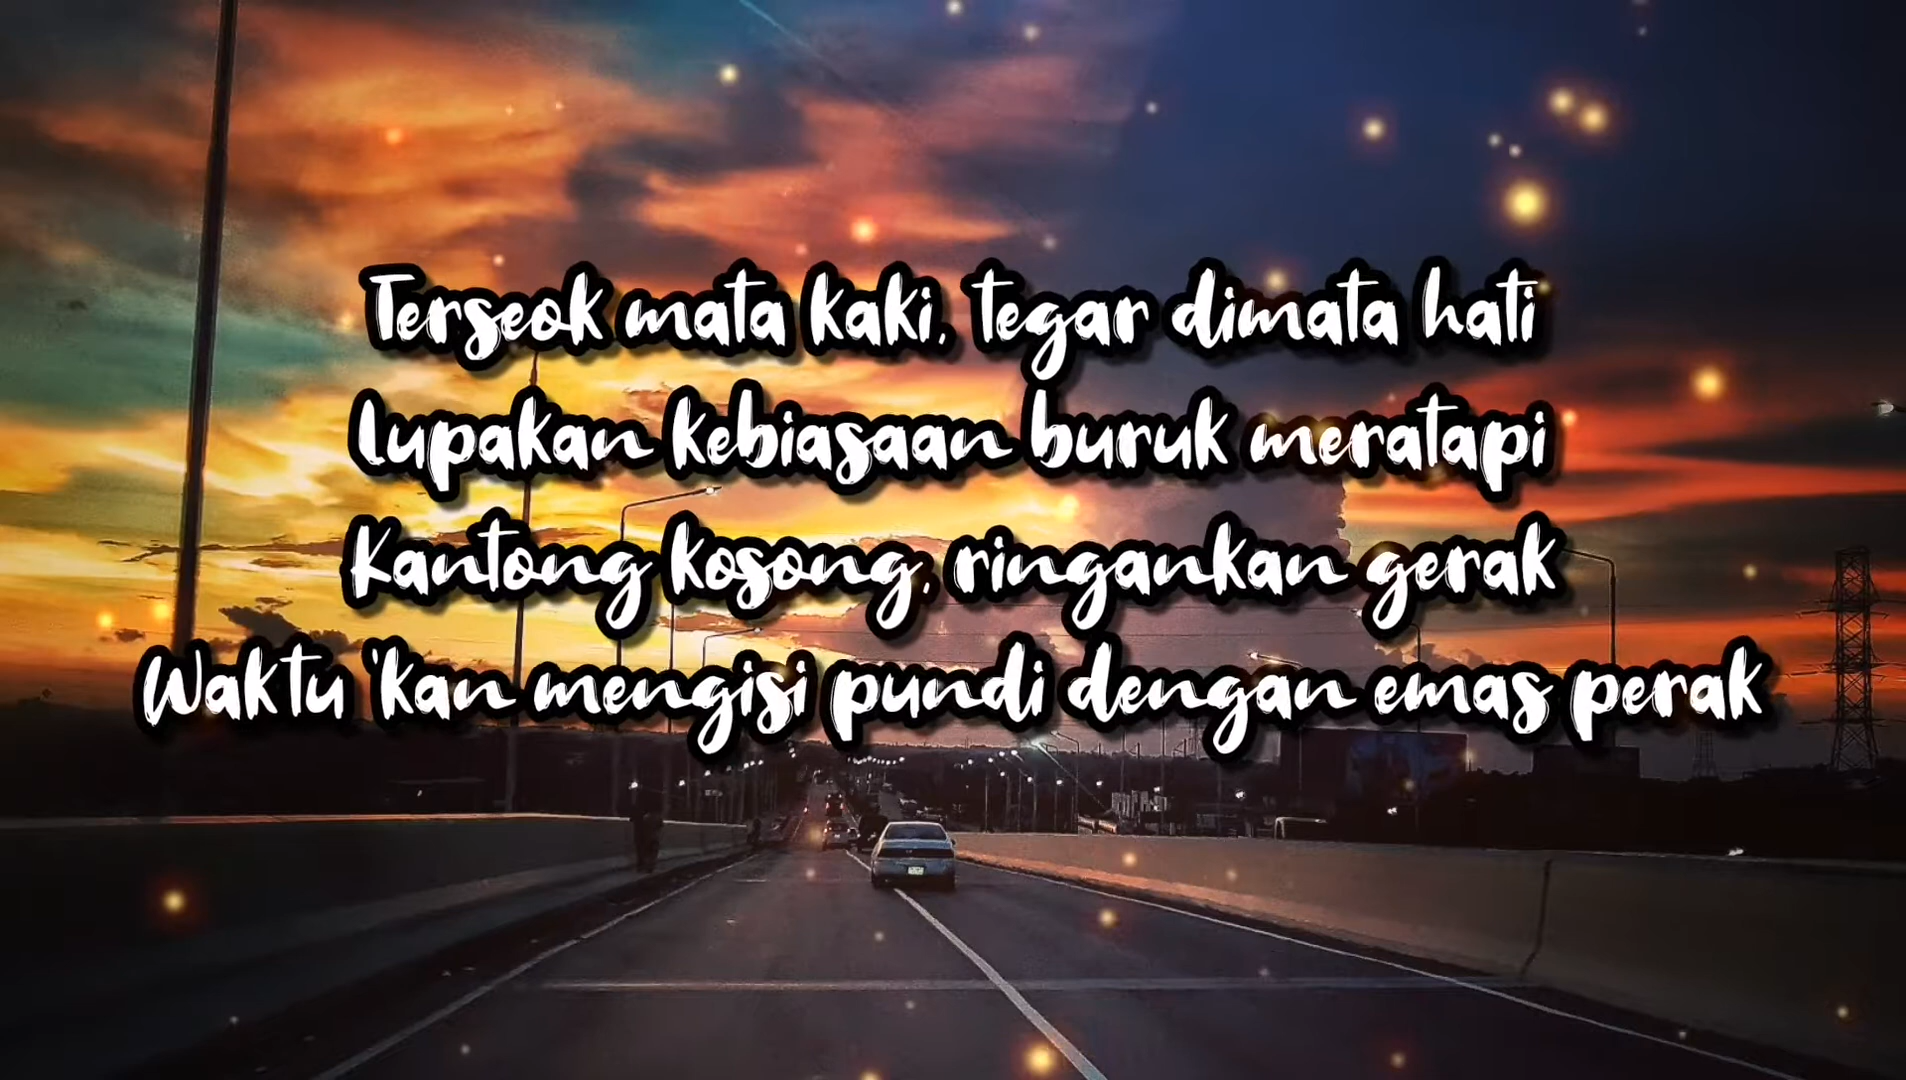 Terseok mata kaki, tegar dimata hati
Lupakan kebiasaan buruk meratapi
Kantong kosong, ringankan gerak
Waktu 'kan mengisi pundi dengan emas perak